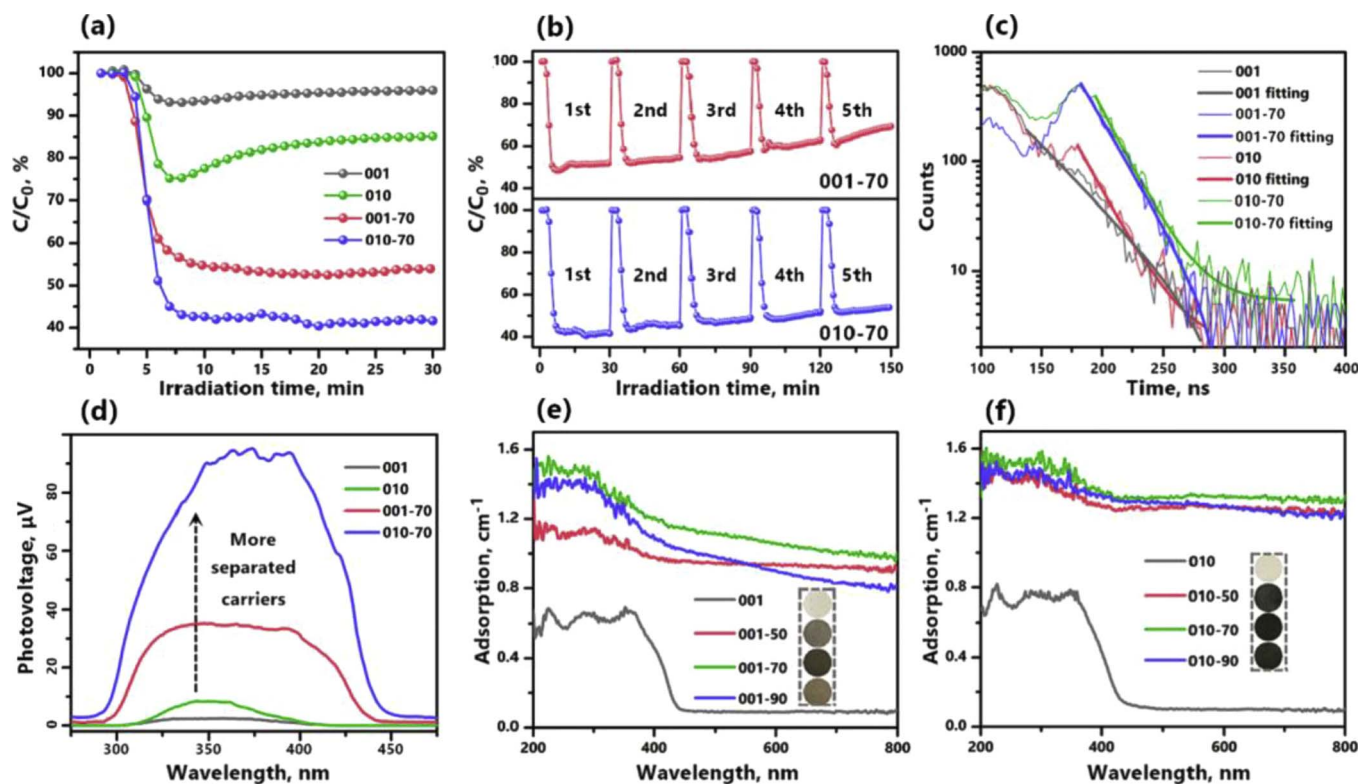 (a)
100
90
80
70
60
50
40
C/C0, %
0
5
10
15
20
25
30
Irradiation time, min
001
010
001-70
010-70
(b)
100
80
60
40
100
80
60
40
C/C0, %
1st
2nd
3rd
4th
5th
001-70
1st
2nd
3rd
4th
5th
010-70
0
30
60
90
120
150
Irradiation time, min
(c)
1000
100
10
Counts
001
001 fitting
001-70
001-70 fitting
010
010 fitting
010-70
010-70 fitting
100
150
200
250
300
350
400
Time, ns
(d)
80
60
40
20
0
Photovoltage, μV
More
separated
carriers
001
010
001-70
010-70
300
350
400
450
Wavelength, nm
(e)
1.6
1.2
0.8
0.4
0.0
Adsorption, cm-1
001
001-50
001-70
001-90
200
400
600
800
Wavelength, nm
(f)
1.6
1.2
0.8
0.4
0.0
Adsorption, cm-1
010
010-50
010-70
010-90
200
400
600
800
Wavelength, nm